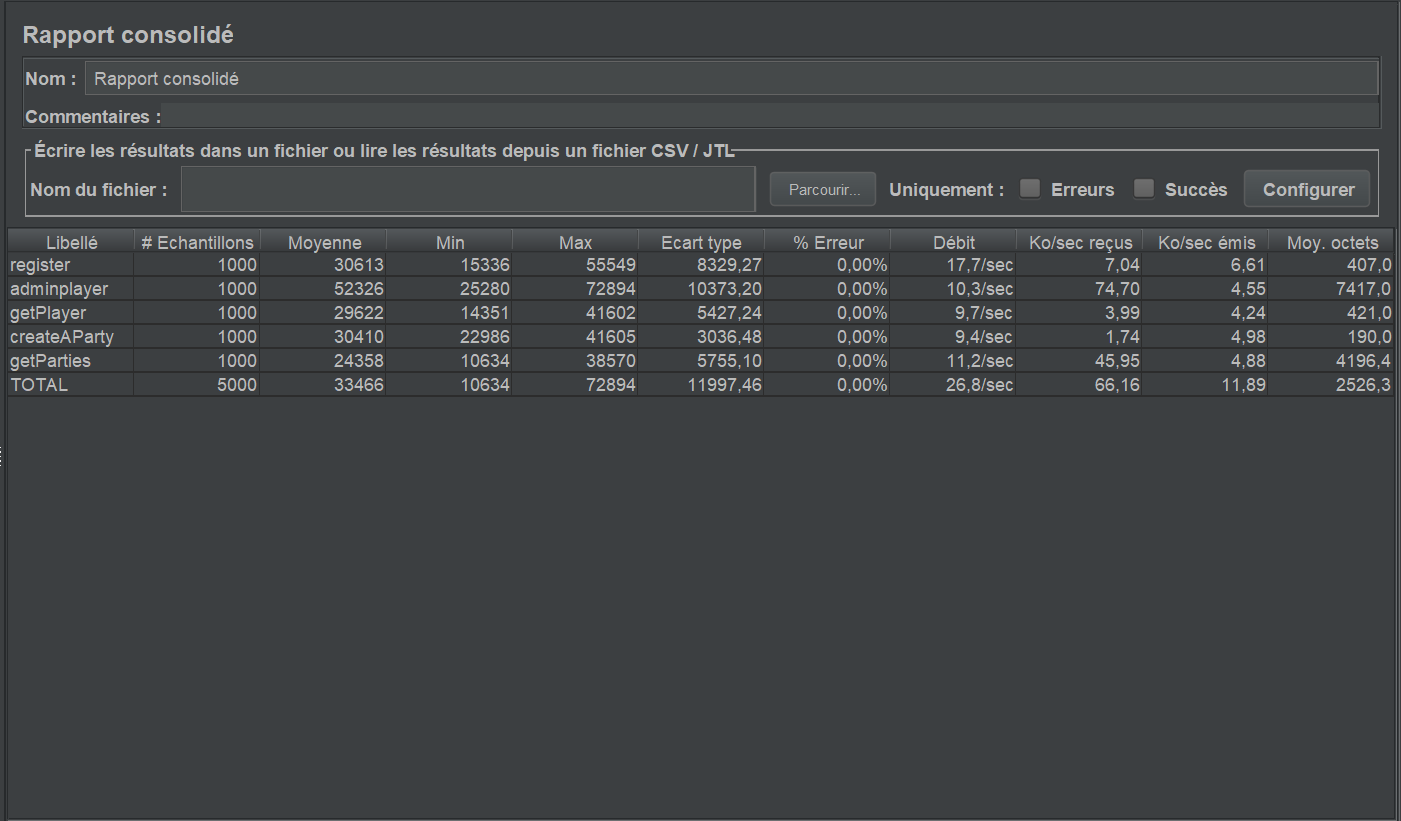 Rapport consolidé
Nom : Rapport consolidé
Commentaires :
Écrire les résultats dans un fichier ou lire les résultats depuis un fichier CSV / JTL
Nom du fichier : Parcourir... Uniquement : Erreurs Succès Configurer
Libellé # Echantillons Moyenne Min Max Ecart type % Erreur Débit Ko/sec reçus Ko/sec émis Moy. octets
register 1000 30613 15336 55549 8329,27 0,00% 17,7/sec 7,04 6,61 407,0
adminplayer 1000 52326 25280 72894 10373,20 0,00% 10,3/sec 74,70 4,55 7417,0
getPlayer 1000 29622 14351 41602 5427,24 0,00% 9,7/sec 3,99 4,24 421,0
createAParty 1000 30410 22986 41605 3036,48 0,00% 9,4/sec 1,74 4,98 190,0
getParties 1000 24358 10634 38570 5755,10 0,00% 11,2/sec 45,95 4,88 4196,4
TOTAL 5000 33466 10634 72894 11997,46 0,00% 26,8/sec 66,16 11,89 2526,3